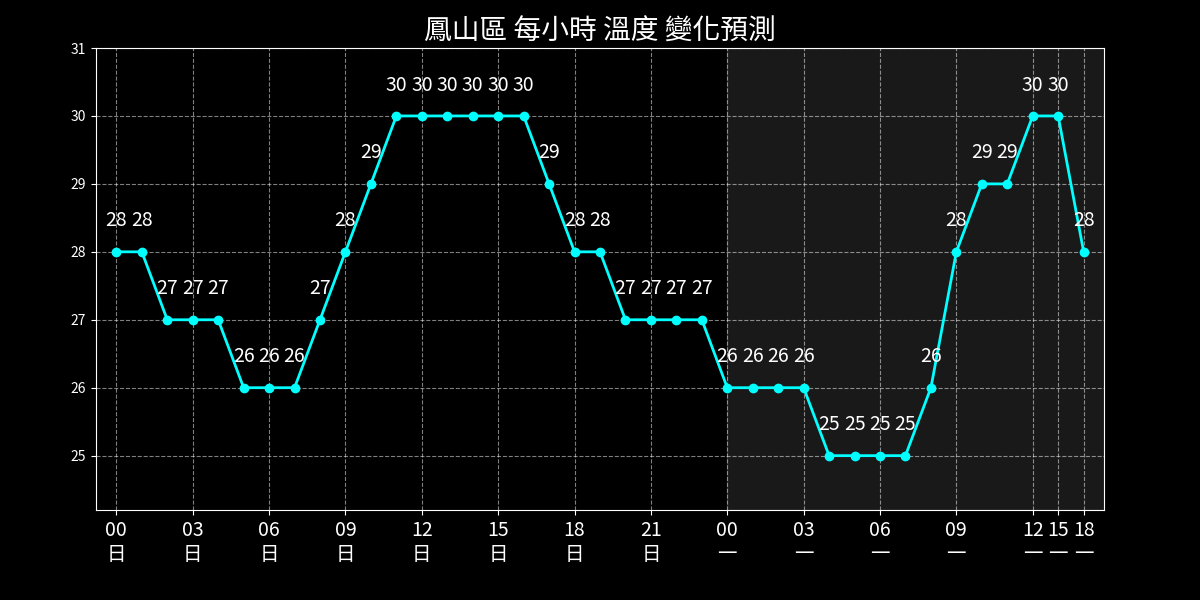 鳳山區 每小時 溫度 變化預測
31
30 30 30 30 30 30 30 30
30
29 29 29 29
29
28 28 28 28 28 28 28
28
27 27 27 27 27 27 27 27
27
26 26 26 26 26 26 26 26
26
25 25 25 25
25
00 03 06 09 12 15 18 21 00 03 06 09 12 15 18
日 日 日 日 日 日 日 日 一 一 一 一 一 一 一